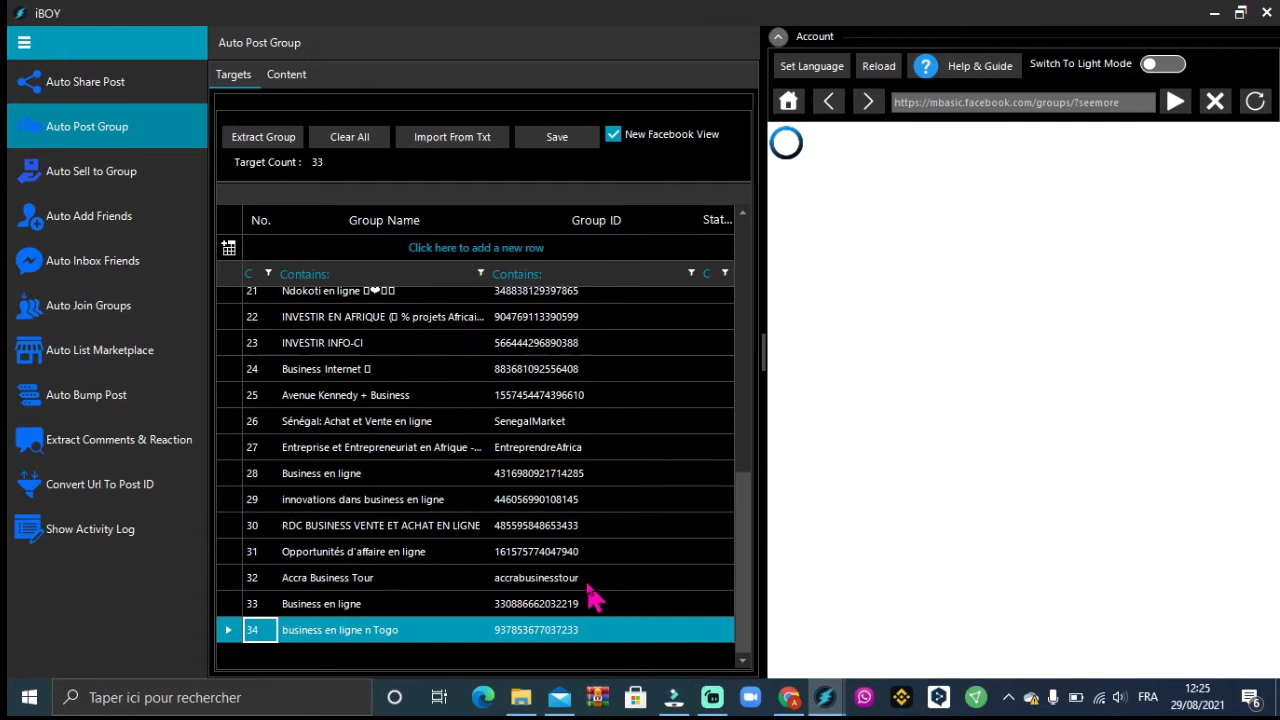 iBOY
Auto Share Post
Auto Post Group
Auto Sell to Group
Auto Add Friends
Auto Inbox Friends
Auto Join Groups
Auto List Marketplace
Auto Bump Post
Extract Comments & Reaction
Convert Url To Post ID
Show Activity Log
Auto Post Group
Targets Content
Extract Group Clear All Import From Txt Save New Facebook View
Target Count : 33
No. Group Name Group ID Stat...
Click here to add a new row
C Contains: Contains: C
21 Ndokoti en ligne ❤ 348838129397865
22 INVESTIR EN AFRIQUE ( % projets Africai... 904769113390599
23 INVESTIR INFO-CI 566444296890388
24 Business Internet 883681092556408
25 Avenue Kennedy + Business 1557454474396610
26 Sénégal: Achat et Vente en ligne SenegalMarket
27 Entreprise et Entrepreneuriat en Afrique -... EntreprendreAfrica
28 Business en ligne 4316980921714285
29 innovations dans business en ligne 446056990108145
30 RDC BUSINESS VENTE ET ACHAT EN LIGNE 485595848653433
31 Opportunités d'affaire en ligne 161575774047940
32 Accra Business Tour accrabusinesstour
33 Business en ligne 330886662032219
34 business en ligne n Togo 937853677037233
Account
Set Language Reload ? Help & Guide Switch To Light Mode
https://mbasic.facebook.com/groups/?seemore
Taper ici pour rechercher
FRA
12:25
29/08/2021
6